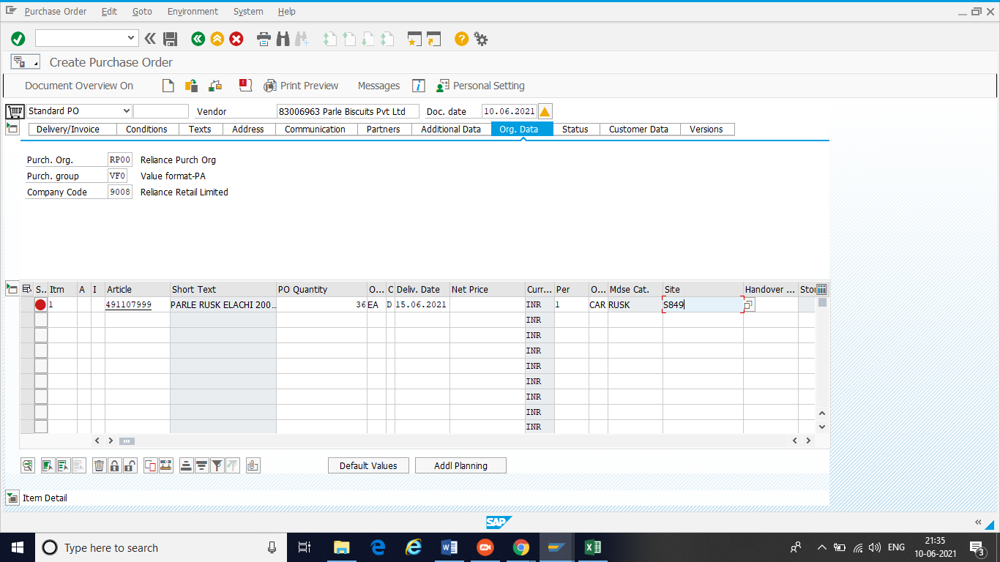 Purchase Order Edit Goto Environment System Help
Create Purchase Order
Document Overview On Print Preview Messages Personal Setting
Standard PO Vendor 83006963 Parle Biscuits Pvt Ltd Doc. date 10.06.2021
Delivery/Invoice Conditions Texts Address Communication Partners Additional Data Org. Data Status Customer Data Versions
Purch. Org. RP00 Reliance Purch Org
Purch. group VF0 Value format-PA
Company Code 9008 Reliance Retail Limited
S.. Itm A I Article Short Text PO Quantity O... C Deliv. Date Net Price Curr... Per O... Mdse Cat. Site Handover ... Stor
1 491107999 PARLE RUSK ELACHI 200... 36 EA D 15.06.2021 INR 1 CAR RUSK S849
INR
INR
INR
INR
INR
INR
INR
INR
Default Values Addl Planning
Item Detail
SAP
Type here to search ENG 21:35
10-06-2021 3